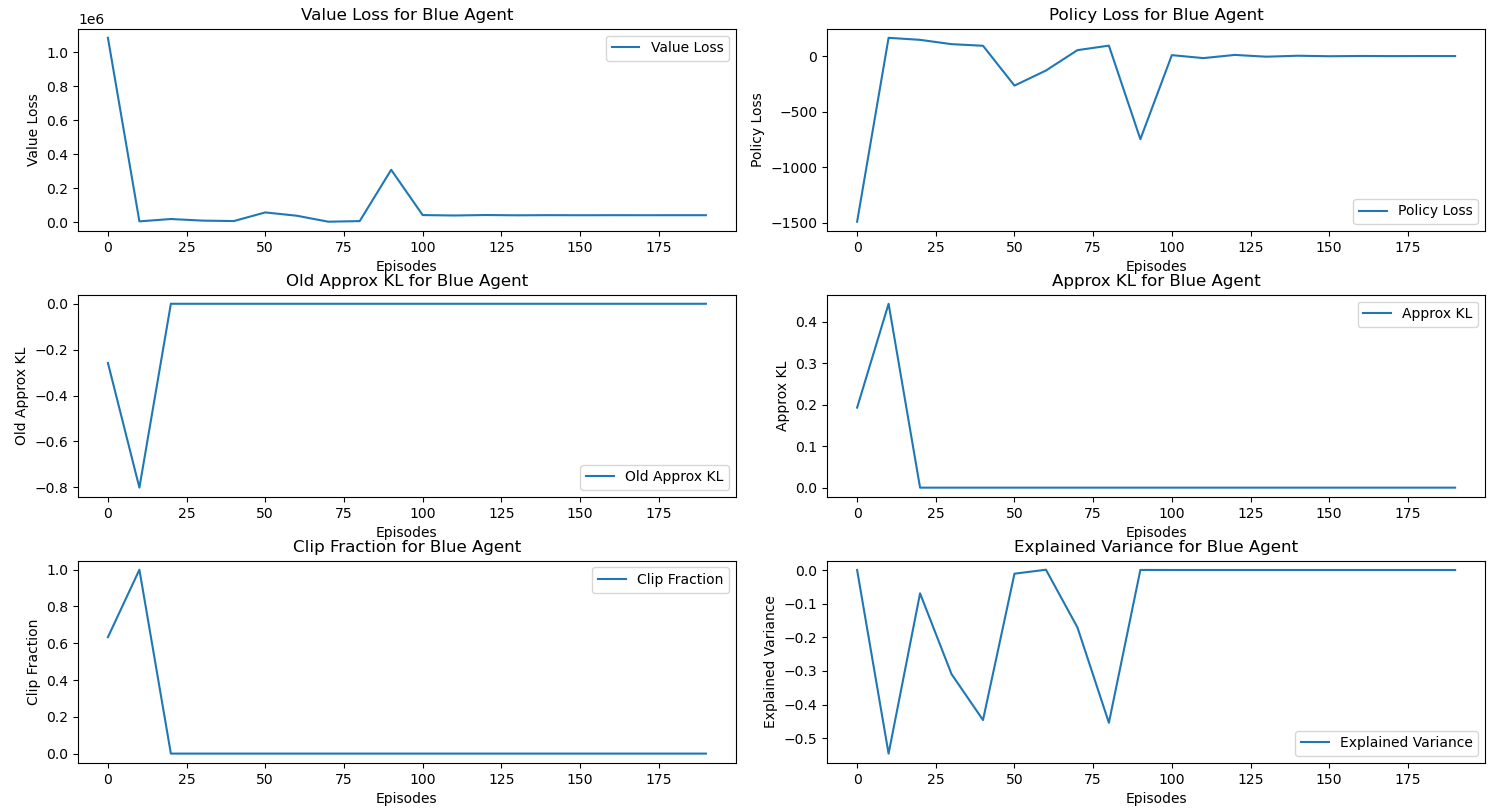 Value Loss for Blue Agent
1e6
Value Loss
1.0
0.8
0.6
0.4
0.2
0.0
Value Loss
0 25 50 75 100 125 150 175
Episodes
Policy Loss for Blue Agent
0
−500
−1000
−1500
Policy Loss
Policy Loss
0 25 50 75 100 125 150 175
Episodes
Old Approx KL for Blue Agent
0.0
−0.2
−0.4
−0.6
−0.8
Old Approx KL
Old Approx KL
0 25 50 75 100 125 150 175
Episodes
Approx KL for Blue Agent
Approx KL
0.4
0.3
0.2
0.1
0.0
Approx KL
0 25 50 75 100 125 150 175
Episodes
Clip Fraction for Blue Agent
Clip Fraction
1.0
0.8
0.6
0.4
0.2
0.0
Clip Fraction
0 25 50 75 100 125 150 175
Episodes
Explained Variance for Blue Agent
0.0
−0.1
−0.2
−0.3
−0.4
−0.5
Explained Variance
Explained Variance
0 25 50 75 100 125 150 175
Episodes